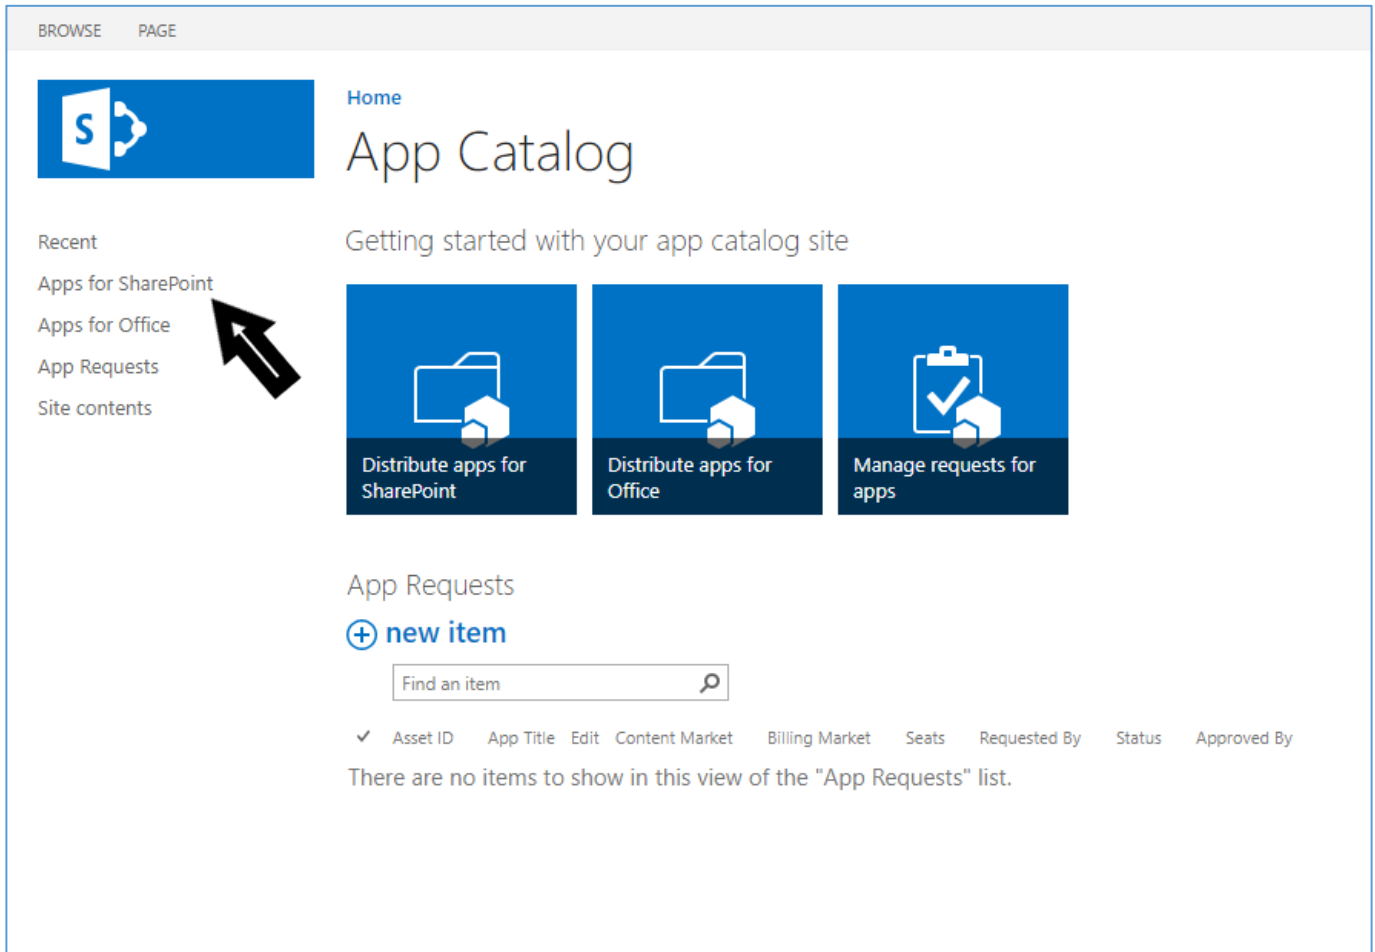 BROWSE PAGE
S
Home
App Catalog
Recent
Apps for SharePoint
Apps for Office
App Requests
Site contents
Getting started with your app catalog site
Distribute apps for
SharePoint
Distribute apps for
Office
Manage requests for
apps
App Requests
new item
Find an item
Asset ID App Title Edit Content Market Billing Market Seats Requested By Status Approved By
There are no items to show in this view of the "App Requests" list.